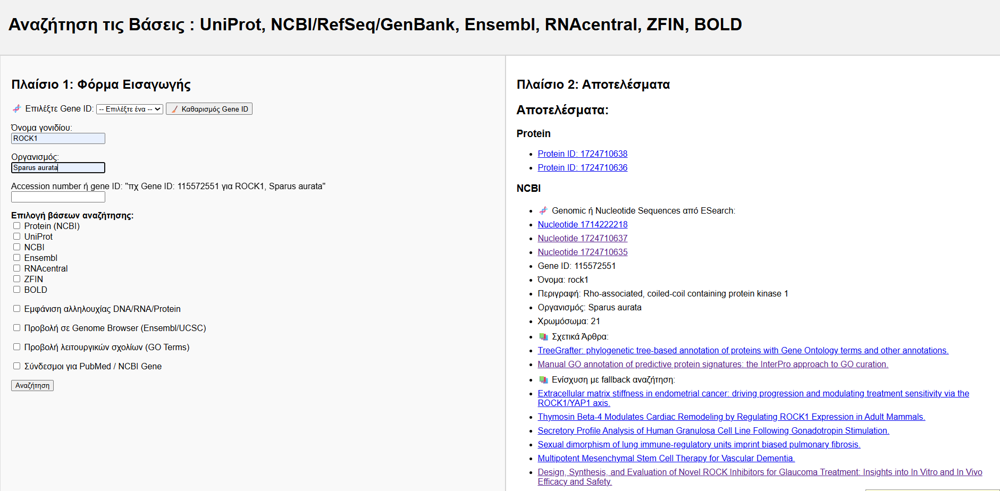 Αναζήτηση τις Βάσεις : UniProt, NCBI/RefSeq/GenBank, Ensembl, RNAcentral, ZFIN, BOLD
Πλαίσιο 1: Φόρμα Εισαγωγής
Επιλέξτε Gene ID: -- Επιλέξτε ένα -- Καθαρισμός Gene ID
Όνομα γονιδίου:
ROCK1
Οργανισμός:
Sparus aurata
Accession number ή gene ID: "πχ Gene ID: 115572551 για ROCK1, Sparus aurata"
Επιλογή βάσεων αναζήτησης:
Protein (NCBI)
UniProt
NCBI
Ensembl
RNAcentral
ZFIN
BOLD
Εμφάνιση αλληλουχίας DNA/RNA/Protein
Προβολή σε Genome Browser (Ensembl/UCSC)
Προβολή λειτουργικών σχολίων (GO Terms)
Σύνδεσμοι για PubMed / NCBI Gene
Αναζήτηση
Πλαίσιο 2: Αποτελέσματα
Αποτελέσματα:
Protein
Protein ID: 1724710638
Protein ID: 1724710636
NCBI
Genomic ή Nucleotide Sequences από ESearch:
Nucleotide 1714222218
Nucleotide 1724710637
Nucleotide 1724710635
Gene ID: 115572551
Όνομα: rock1
Περιγραφή: Rho-associated, coiled-coil containing protein kinase 1
Οργανισμός: Sparus aurata
Χρωμόσωμα: 21
Σχετικά Άρθρα:
TreeGrafter: phylogenetic tree-based annotation of proteins with Gene Ontology terms and other annotations.
Manual GO annotation of predictive protein signatures: the InterPro approach to GO curation.
Ενίσχυση με fallback αναζήτηση:
Extracellular matrix stiffness in endometrial cancer: driving progression and modulating treatment sensitivity via the
ROCK1/YAP1 axis.
Thymosin Beta-4 Modulates Cardiac Remodeling by Regulating ROCK1 Expression in Adult Mammals.
Secretory Profile Analysis of Human Granulosa Cell Line Following Gonadotropin Stimulation.
Sexual dimorphism of lung immune-regulatory units imprint biased pulmonary fibrosis.
Multipotent Mesenchymal Stem Cell Therapy for Vascular Dementia.
Design, Synthesis, and Evaluation of Novel ROCK Inhibitors for Glaucoma Treatment: Insights into In Vitro and In Vivo
Efficacy and Safety.